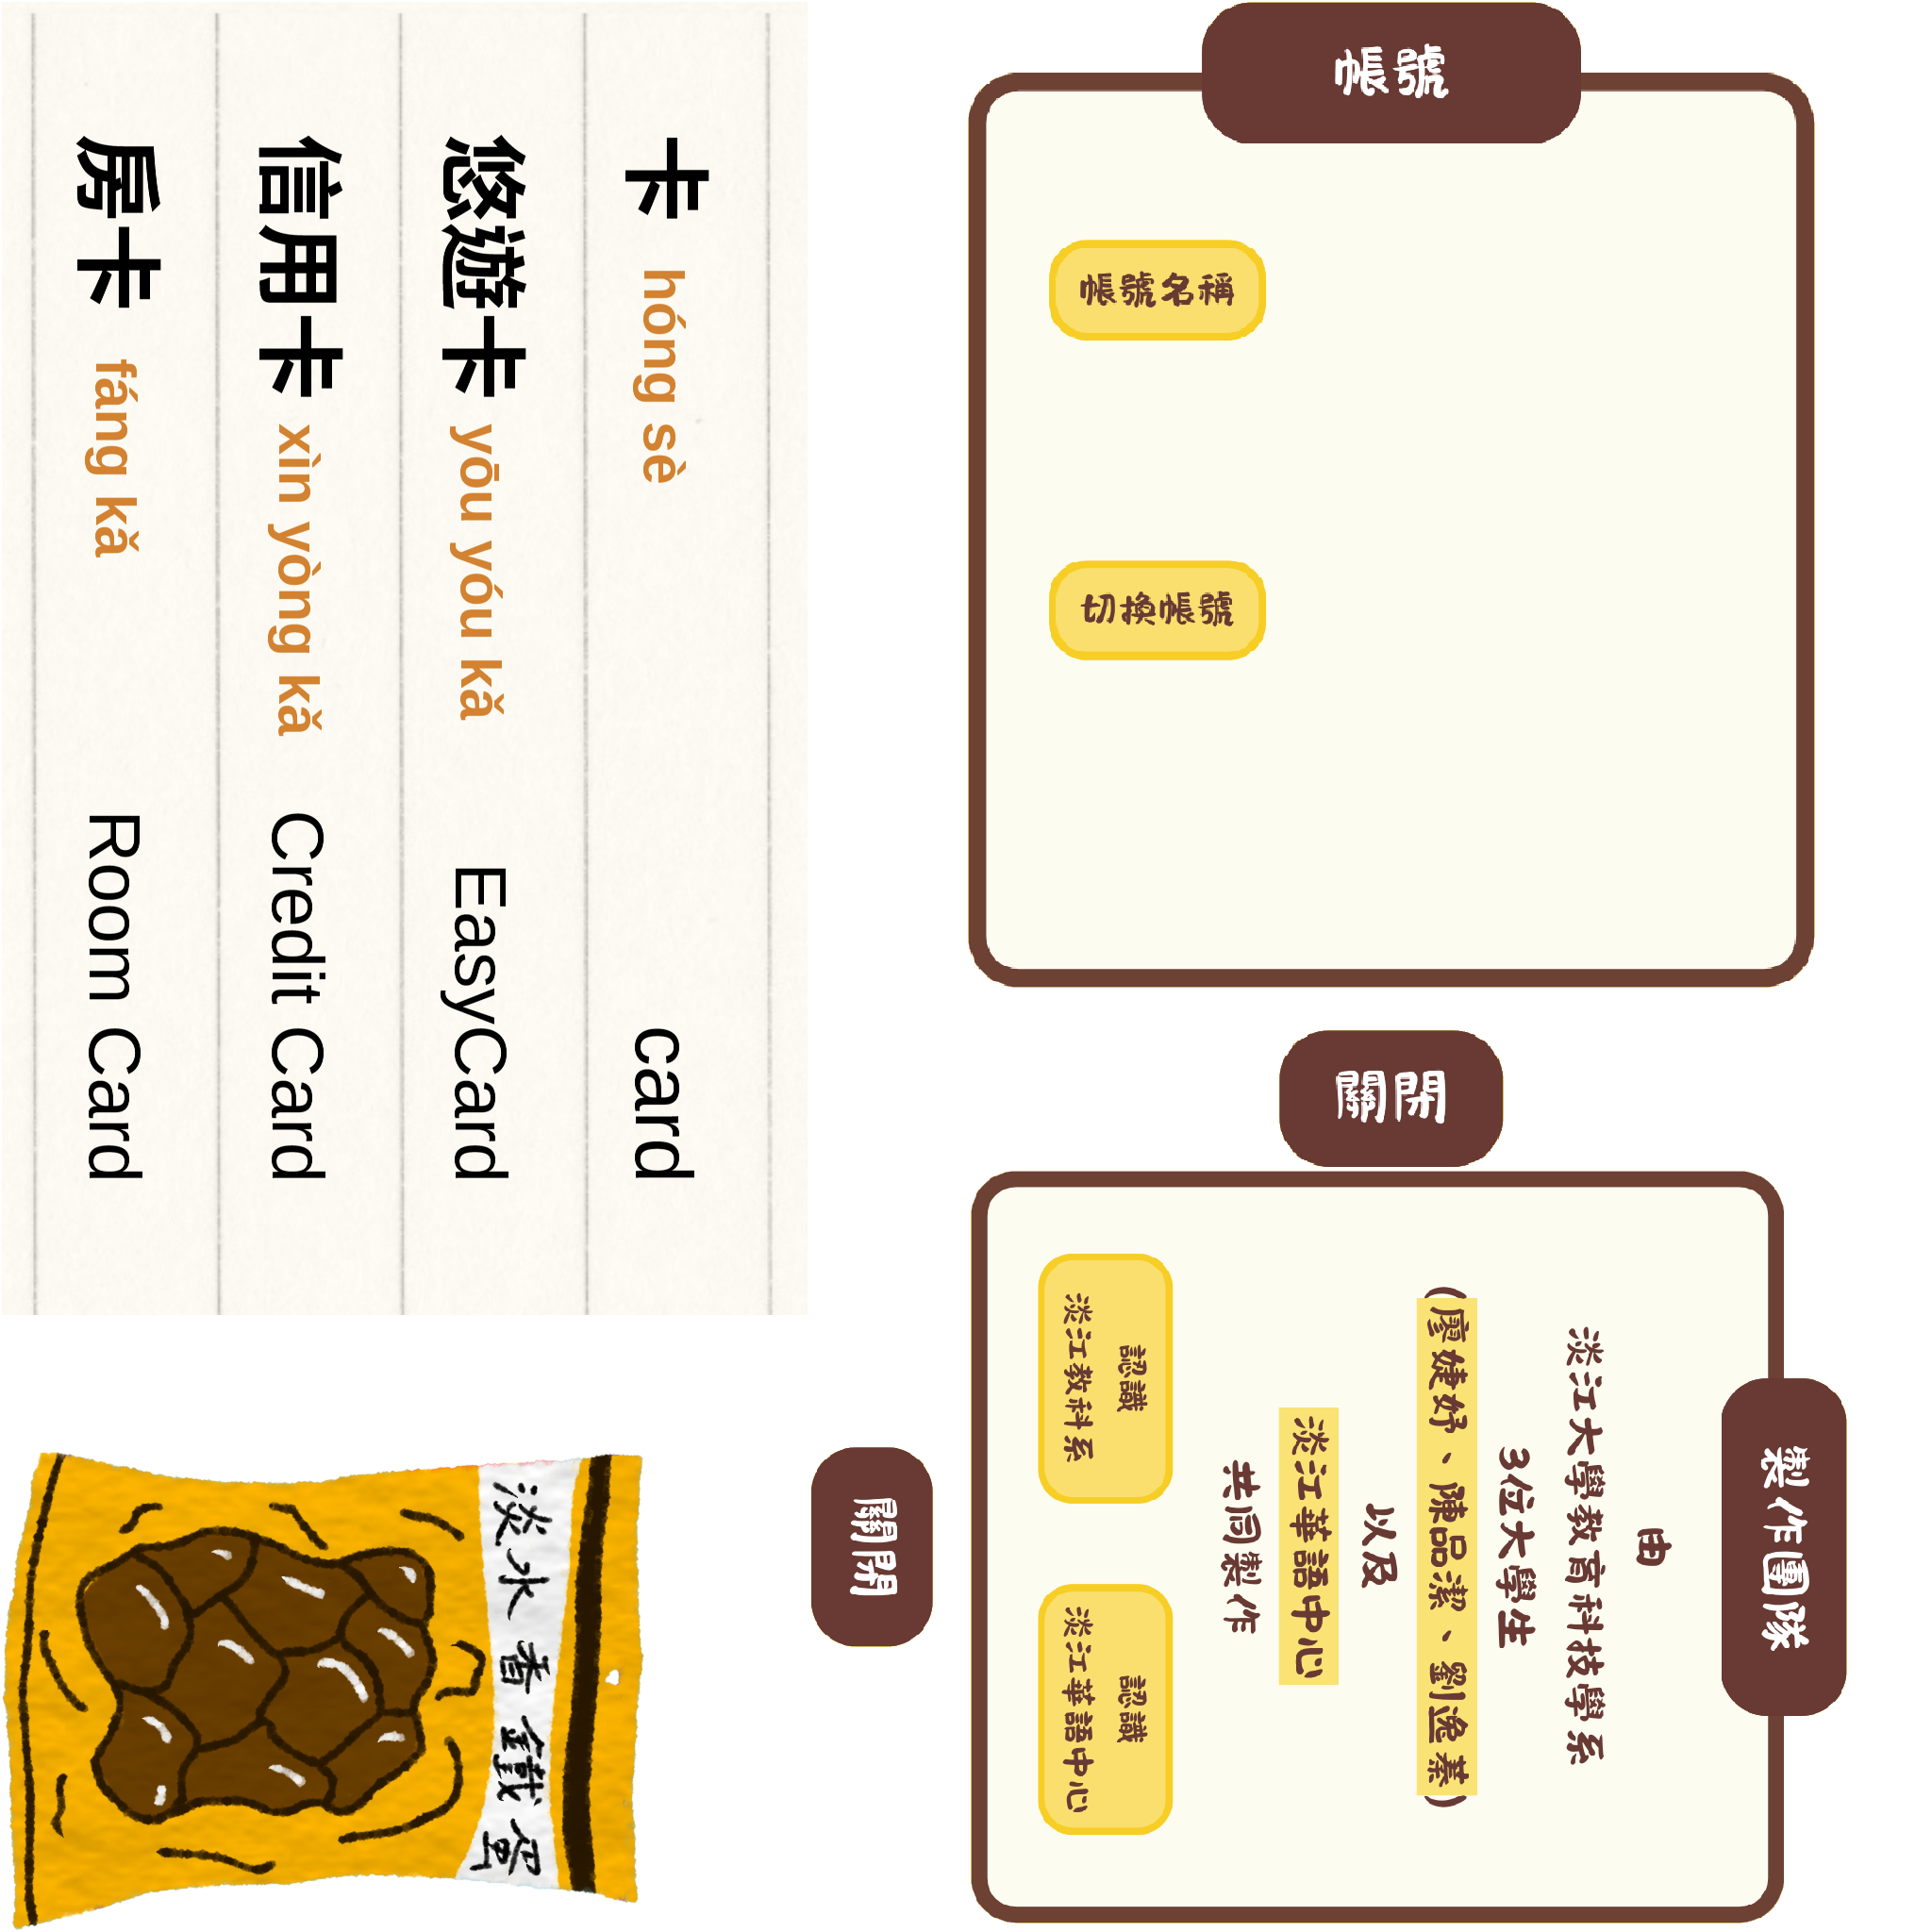 卡 hóng sè card
悠遊卡 yōu yóu kǎ EasyCard
信用卡 xìn yòng kǎ Credit Card
房卡 fáng kǎ Room Card
帳號
帳號名稱
切換帳號
關閉
製作團隊
由
淡江大學教育科技學系
3位大學生
(廖婕妤、陳品潔、劉逸蓁)
以及
淡江華語中心
共同製作
認識
淡江教科系
認識
淡江華語中心
關閉
淡水香鐵蛋